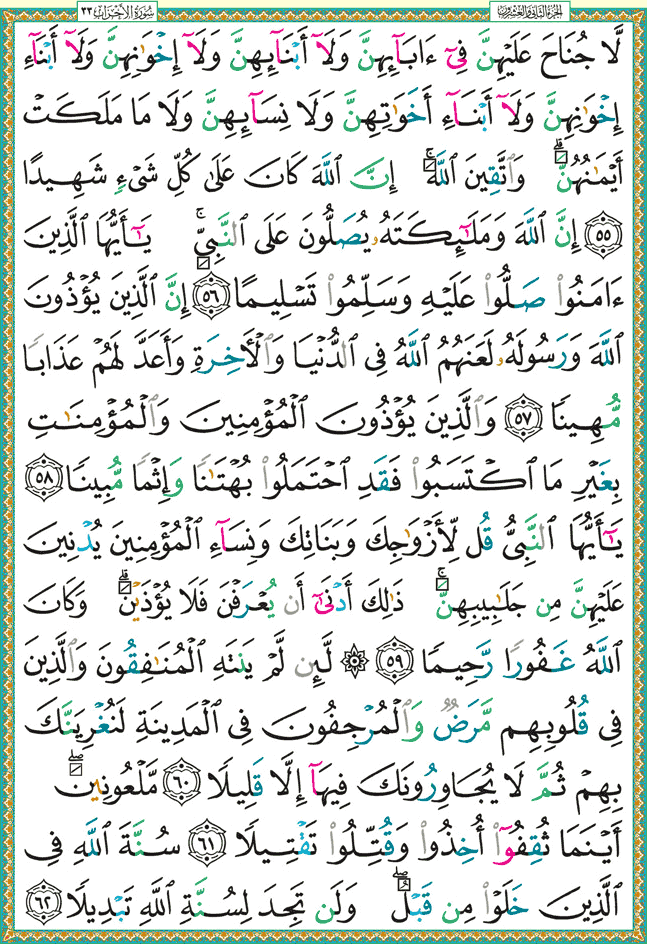 الجزء الثاني والعشرون
سورة الأحزاب ٣٣
لَّا جُنَاحَ عَلَيْهِنَّ فِىٓ ءَابَآئِهِنَّ وَلَآ أَبْنَآئِهِنَّ وَلَآ إِخْوَٰنِهِنَّ وَلَآ أَبْنَآءِ
إِخْوَٰنِهِنَّ وَلَآ أَبْنَآءِ أَخَوَٰتِهِنَّ وَلَا نِسَآئِهِنَّ وَلَا مَا مَلَكَتْ
أَيْمَٰنُهُنَّ ۗ وَٱتَّقِينَ ٱللَّهَ ۚ إِنَّ ٱللَّهَ كَانَ عَلَىٰ كُلِّ شَىْءٍ شَهِيدًا
۝٥٥ إِنَّ ٱللَّهَ وَمَلَٰٓئِكَتَهُۥ يُصَلُّونَ عَلَى ٱلنَّبِىِّ ۚ يَٰٓأَيُّهَا ٱلَّذِينَ
ءَامَنُوا۟ صَلُّوا۟ عَلَيْهِ وَسَلِّمُوا۟ تَسْلِيمًا ۝٥٦ إِنَّ ٱلَّذِينَ يُؤْذُونَ
ٱللَّهَ وَرَسُولَهُۥ لَعَنَهُمُ ٱللَّهُ فِى ٱلدُّنْيَا وَٱلْءَاخِرَةِ وَأَعَدَّ لَهُمْ عَذَابًا
مُّهِينًا ۝٥٧ وَٱلَّذِينَ يُؤْذُونَ ٱلْمُؤْمِنِينَ وَٱلْمُؤْمِنَٰتِ
بِغَيْرِ مَا ٱكْتَسَبُوا۟ فَقَدِ ٱحْتَمَلُوا۟ بُهْتَٰنًا وَإِثْمًا مُّبِينًا ۝٥٨
يَٰٓأَيُّهَا ٱلنَّبِىُّ قُل لِّأَزْوَٰجِكَ وَبَنَاتِكَ وَنِسَآءِ ٱلْمُؤْمِنِينَ يُدْنِينَ
عَلَيْهِنَّ مِن جَلَٰبِيبِهِنَّ ۚ ذَٰلِكَ أَدْنَىٰٓ أَن يُعْرَفْنَ فَلَا يُؤْذَيْنَ ۗ وَكَانَ
ٱللَّهُ غَفُورًا رَّحِيمًا ۝٥٩ ۞ لَّئِن لَّمْ يَنتَهِ ٱلْمُنَٰفِقُونَ وَٱلَّذِينَ
فِى قُلُوبِهِم مَّرَضٌ وَٱلْمُرْجِفُونَ فِى ٱلْمَدِينَةِ لَنُغْرِيَنَّكَ
بِهِمْ ثُمَّ لَا يُجَاوِرُونَكَ فِيهَآ إِلَّا قَلِيلًا ۝٦٠ مَّلْعُونِينَ ۖ
أَيْنَمَا ثُقِفُوٓا۟ أُخِذُوا۟ وَقُتِّلُوا۟ تَقْتِيلًا ۝٦١ سُنَّةَ ٱللَّهِ فِى
ٱلَّذِينَ خَلَوْا۟ مِن قَبْلُ ۖ وَلَن تَجِدَ لِسُنَّةِ ٱللَّهِ تَبْدِيلًا ۝٦٢